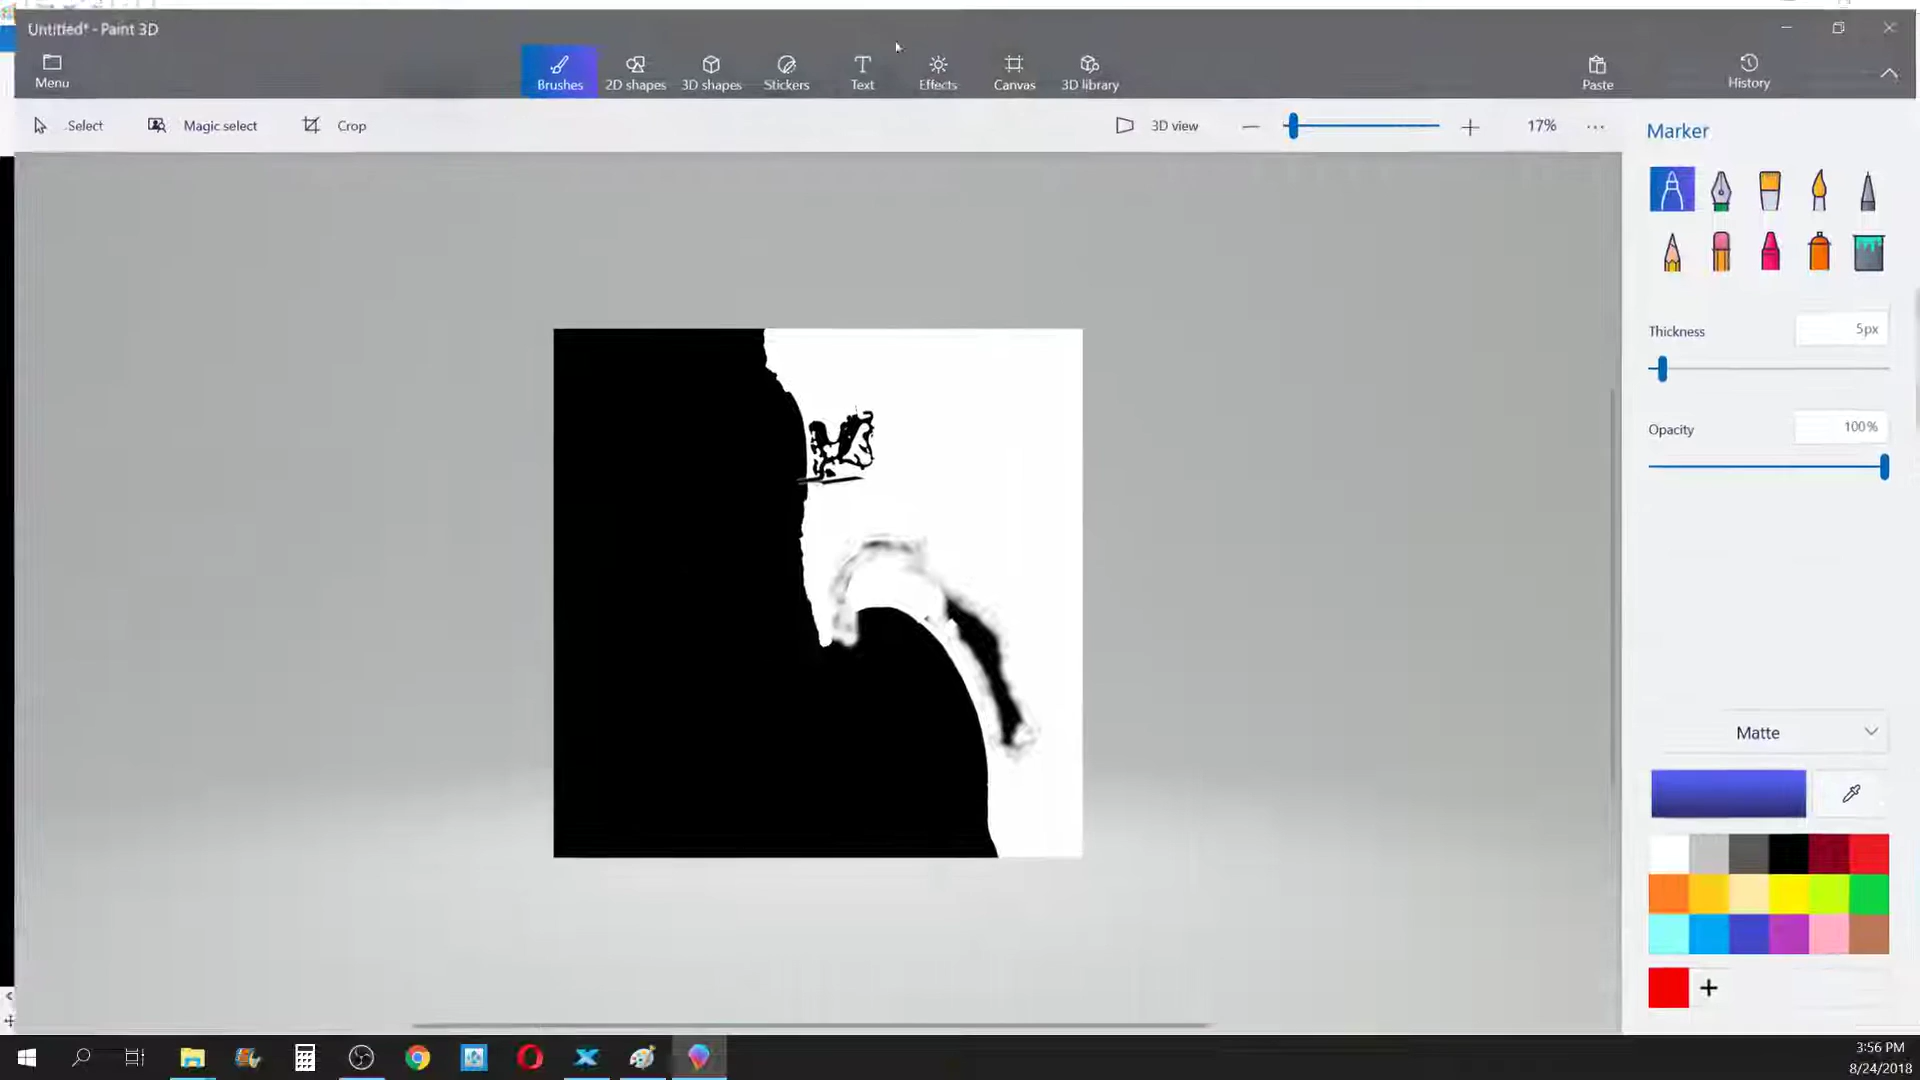 Untitled* - Paint 3D
Menu
Brushes
2D shapes
3D shapes
Stickers
Text
Effects
Canvas
3D library
Paste
History
Select
Magic select
Crop
3D view
17%
Marker
Thickness
5px
Opacity
100%
Matte
3:56 PM
8/24/2018